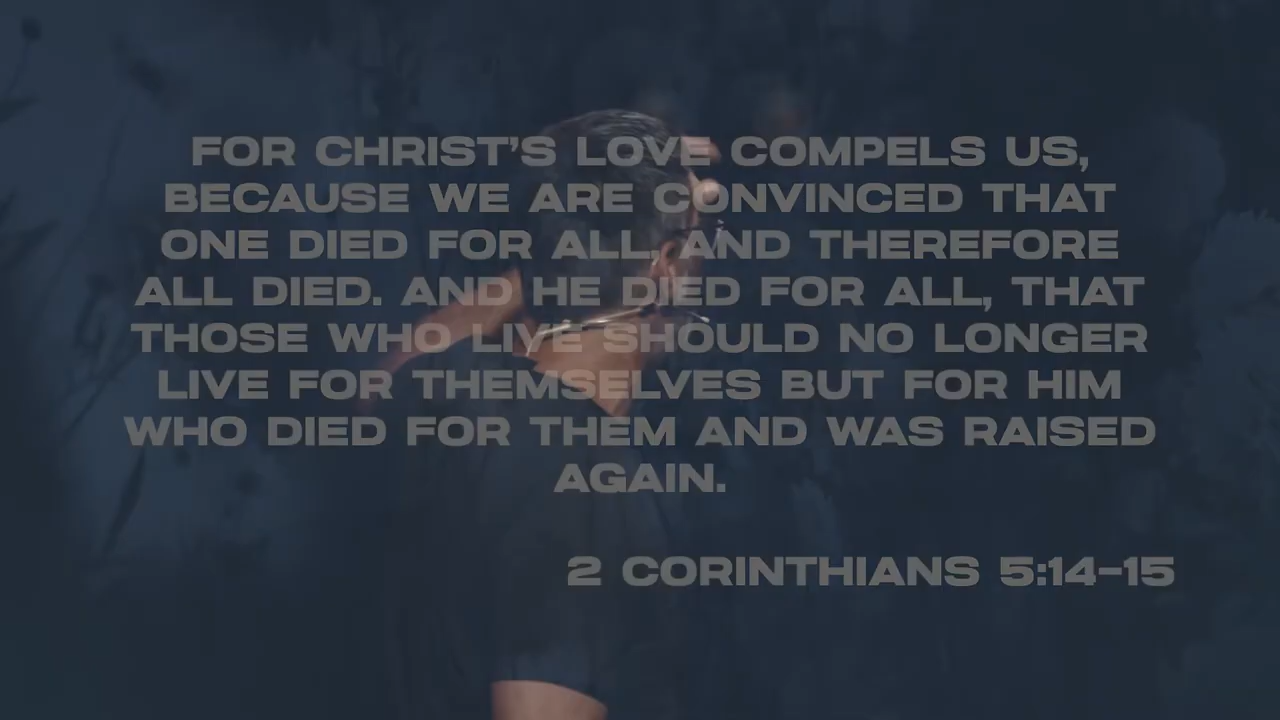 FOR CHRIST'S LOVE COMPELS US,
BECAUSE WE ARE CONVINCED THAT
ONE DIED FOR ALL, AND THEREFORE
ALL DIED. AND HE DIED FOR ALL, THAT
THOSE WHO LIVE SHOULD NO LONGER
LIVE FOR THEMSELVES BUT FOR HIM
WHO DIED FOR THEM AND WAS RAISED
AGAIN.
2 CORINTHIANS 5:14-15